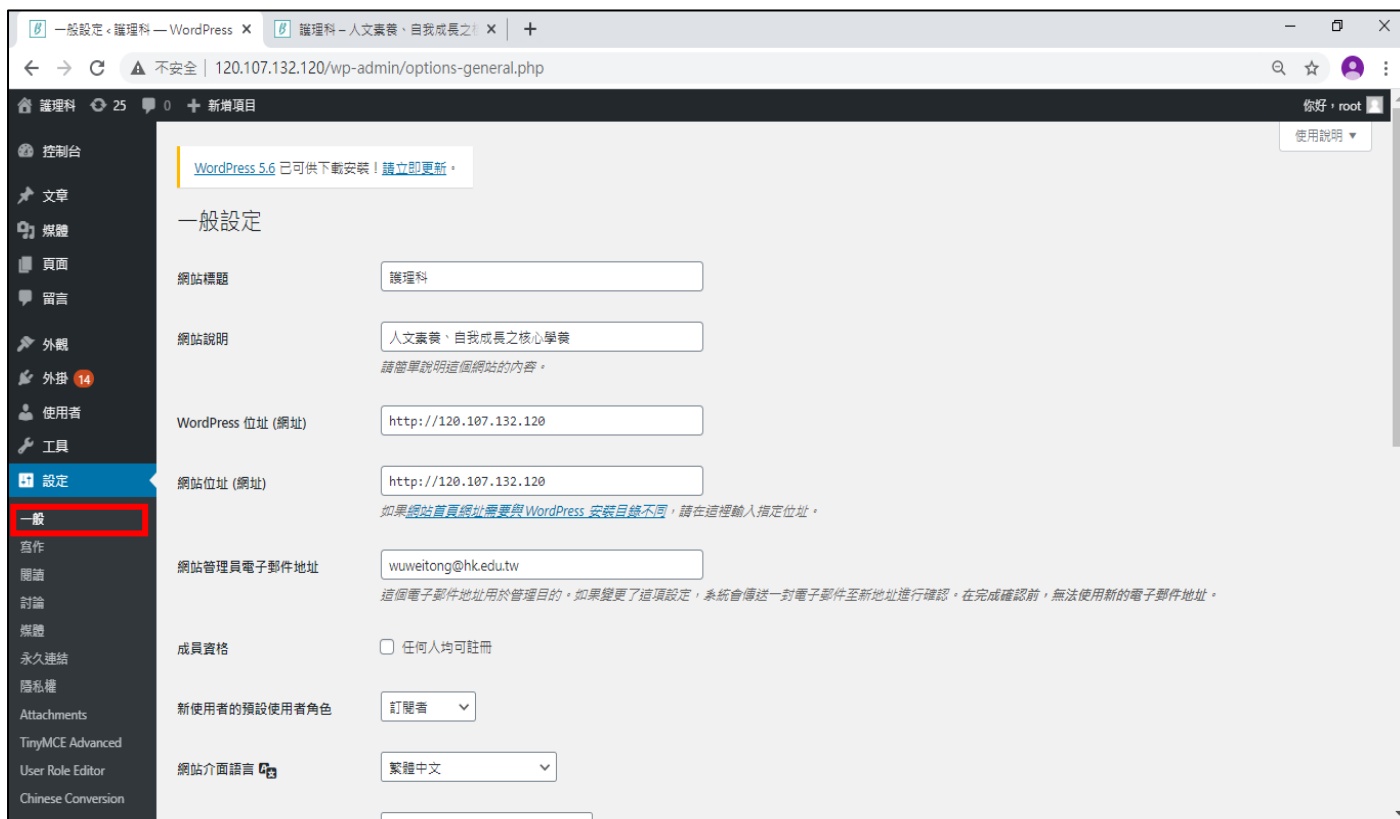 一般設定 ‹ 護理科 — WordPress
護理科 – 人文素養、自我成長之
不安全 | 120.107.132.120/wp-admin/options-general.php
護理科 25 0 新增項目
你好，root
使用說明
控制台
文章
媒體
頁面
留言
外觀
外掛 14
使用者
工具
設定
一般
寫作
閱讀
討論
媒體
永久連結
隱私權
Attachments
TinyMCE Advanced
User Role Editor
Chinese Conversion
WordPress 5.6 已可供下載安裝！請立即更新。
一般設定
網站標題
護理科
網站說明
人文素養、自我成長之核心學養
請簡單說明這個網站的內容。
WordPress 位址 (網址)
http://120.107.132.120
網站位址 (網址)
http://120.107.132.120
如果網站首頁網址需要與 WordPress 安裝目錄不同，請在這裡輸入指定位址。
網站管理員電子郵件地址
wuweitong@hk.edu.tw
這個電子郵件地址用於管理目的。如果變更了這項設定，系統會傳送一封電子郵件至新地址進行確認。在完成確認前，無法使用新的電子郵件地址。
成員資格
任何人均可註冊
新使用者的預設使用者角色
訂閱者
網站介面語言
繁體中文